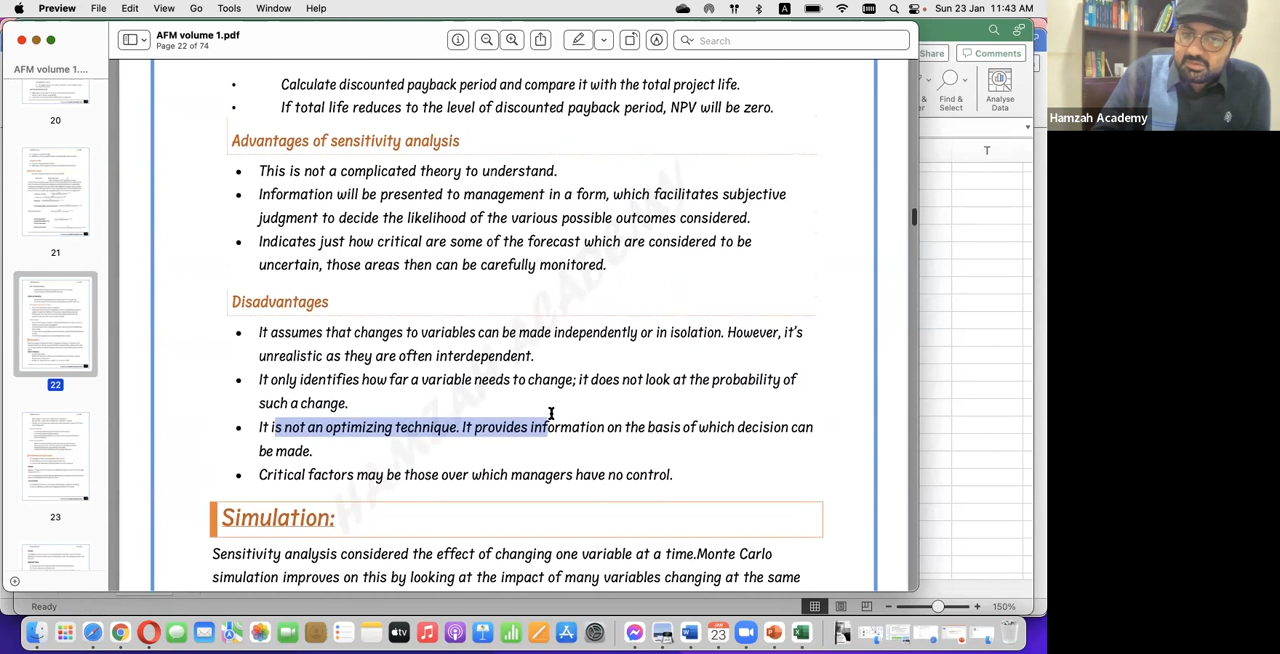 Preview File Edit View Go Tools Window Help
A
Sun 23 Jan 11:43 AM
AFM volume 1.pdf
Page 22 of 74
Search
Share
Comments
AFM volume 1....
20
21
22
23
Find & Select
Analyse Data
T
Calculate discounted payback period and compare it with the total project life.
If total life reduces to the level of discounted payback period, NPV will be zero.
Advantages of sensitivity analysis
This is not a complicated theory to understand.
Information will be presented to management in a form, which facilitates subjective
judgment to decide the likelihood of the various possible outcomes considered.
Indicates just how critical are some of the forecast which are considered to be
uncertain, those areas then can be carefully monitored.
Disadvantages
It assumes that changes to variables can be made independently or in isolation. However, it's
unrealistic as they are often interdependent.
It only identifies how far a variable needs to change; it does not look at the probability of
such a change.
It is not an optimizing technique. It provides information on the basis of which decision can
be made.
Critical factors may be those over which managers have no control.
Simulation:
Sensitivity analysis considered the effect of changing one variable at a time.Monte Carlo
simulation improves on this by looking at the impact of many variables changing at the same
Hamzah Academy
Ready
150%
tv
JAN
23